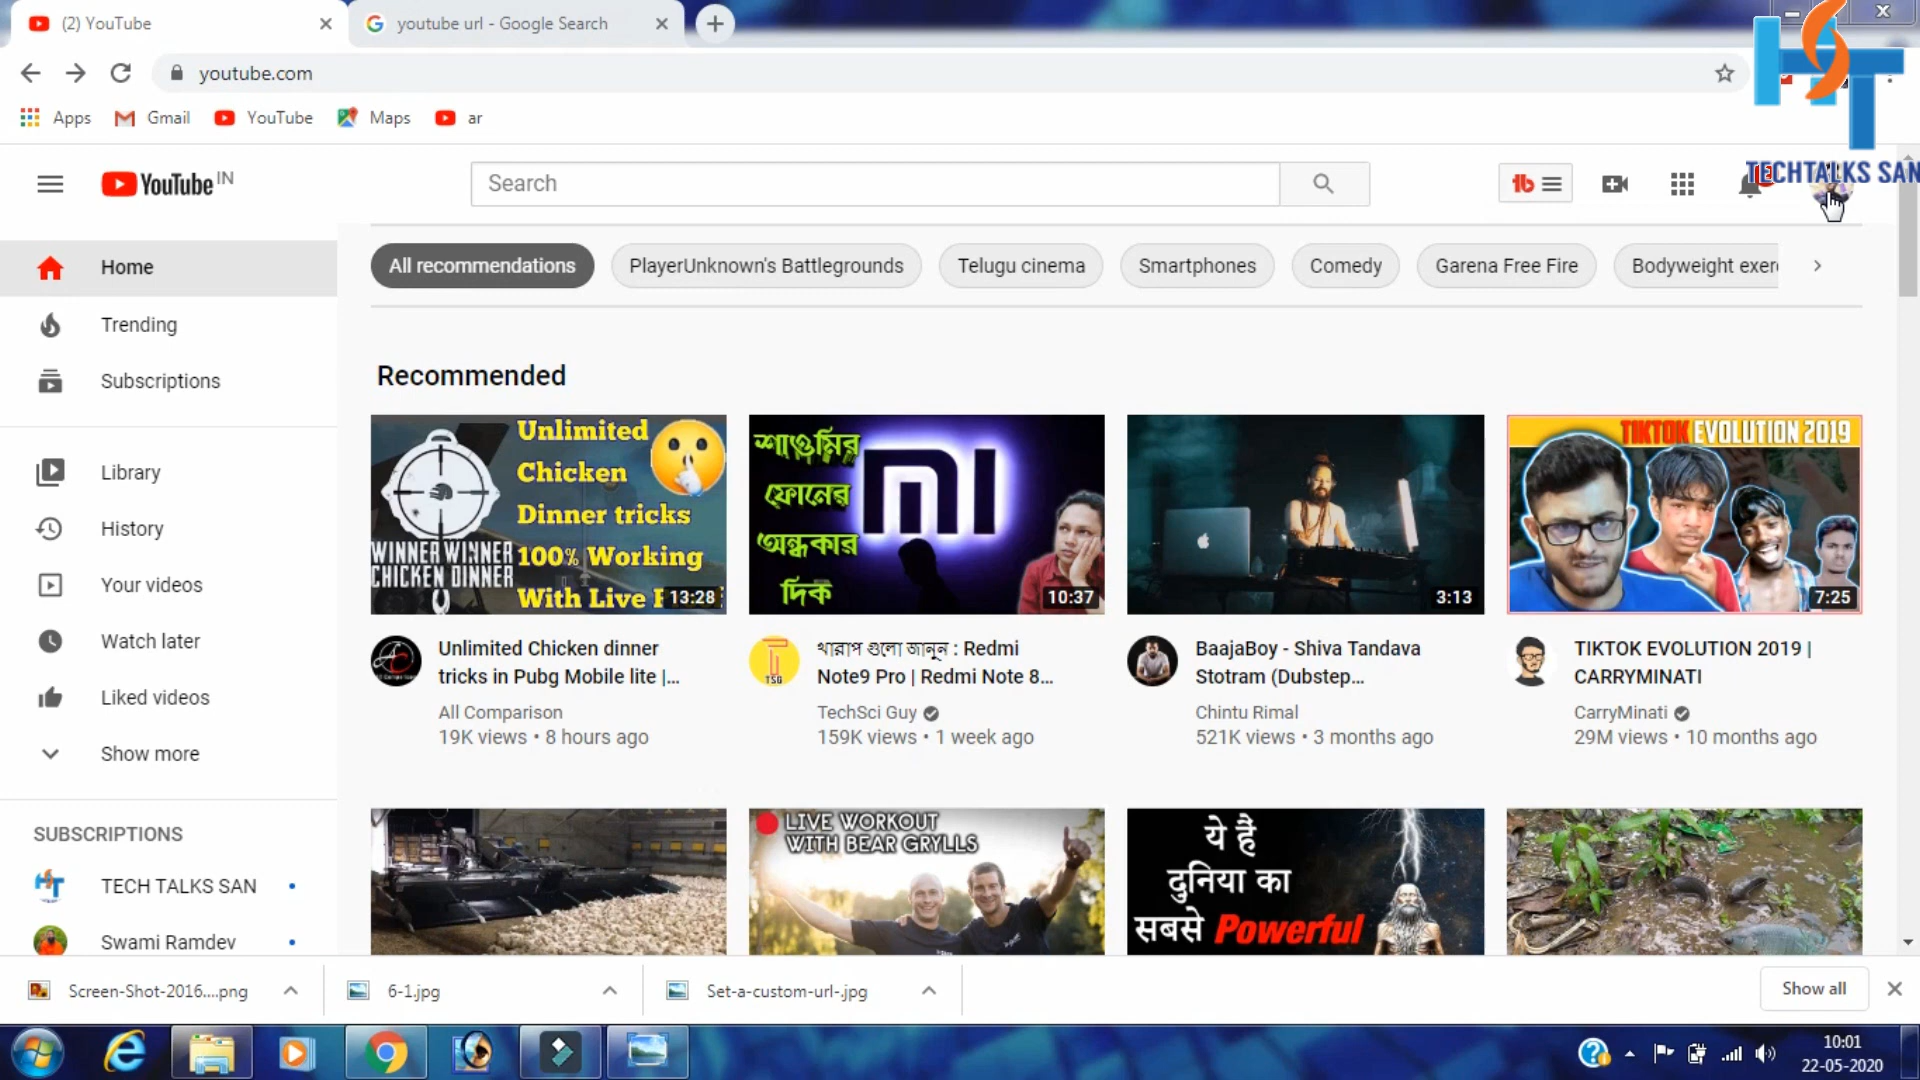 (2) YouTube
youtube url - Google Search
youtube.com
Apps
Gmail
YouTube
Maps
ar
HST
TECHTALKS SAN
YouTube IN
Search
tb
All recommendations
PlayerUnknown's Battlegrounds
Telugu cinema
Smartphones
Comedy
Garena Free Fire
Bodyweight exer
Home
Trending
Subscriptions
Library
History
Your videos
Watch later
Liked videos
Show more
SUBSCRIPTIONS
TECH TALKS SAN
Swami Ramdev
Recommended
Unlimited
Chicken
Dinner tricks
100% Working
With Live
WINNER WINNER
CHICKEN DINNER
13:28
Unlimited Chicken dinner
tricks in Pubg Mobile lite |...
All Comparison
19K views • 8 hours ago
শাওমির
ফোনের
অন্ধকার
দিক
MI
10:37
TSG
খারাপ গুলো জানুন : Redmi
Note9 Pro | Redmi Note 8...
TechSci Guy
159K views • 1 week ago
3:13
BaajaBoy - Shiva Tandava
Stotram (Dubstep...
Chintu Rimal
521K views • 3 months ago
TIKTOK EVOLUTION 2019
7:25
TIKTOK EVOLUTION 2019 |
CARRYMINATI
CarryMinati
29M views • 10 months ago
LIVE WORKOUT
WITH BEAR GRYLLS
ये हैं
दुनिया का
सबसे Powerful
Screen-Shot-2016....png
6-1.jpg
Set-a-custom-url-.jpg
Show all
10:01
22-05-2020